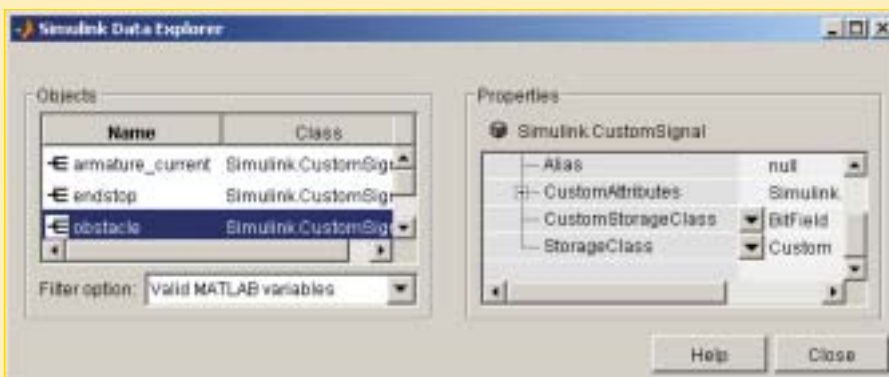 Simulink Data Explorer
Objects
Name Class
armature_current Simulink.CustomSig
endstop Simulink.CustomSig
obstacle Simulink.CustomSig
Filter option: Valid MATLAB variables
Properties
Simulink.CustomSignal
Alias null
CustomAttributes Simulink.
CustomStorageClass BitField
StorageClass Custom
Help Close